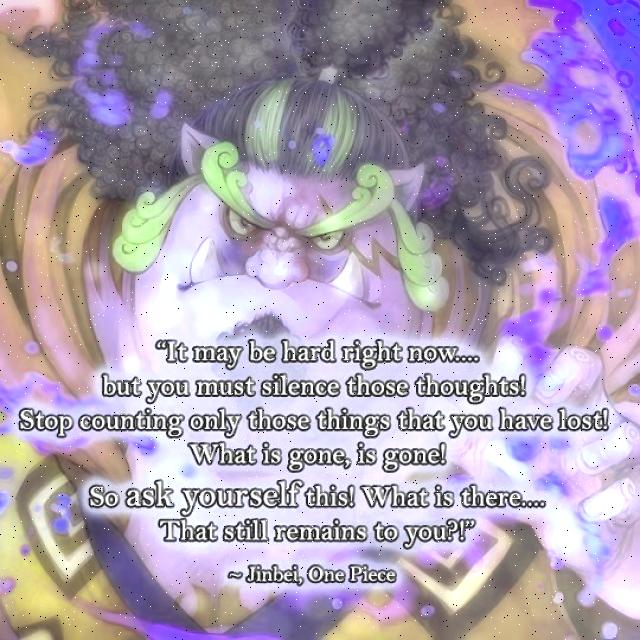 “It may be hard right now....
but you must silence those thoughts!
Stop counting only those things that you have lost!
What is gone, is gone!
So ask yourself this! What is there....
That still remains to you?!”
~ Jinbei, One Piece